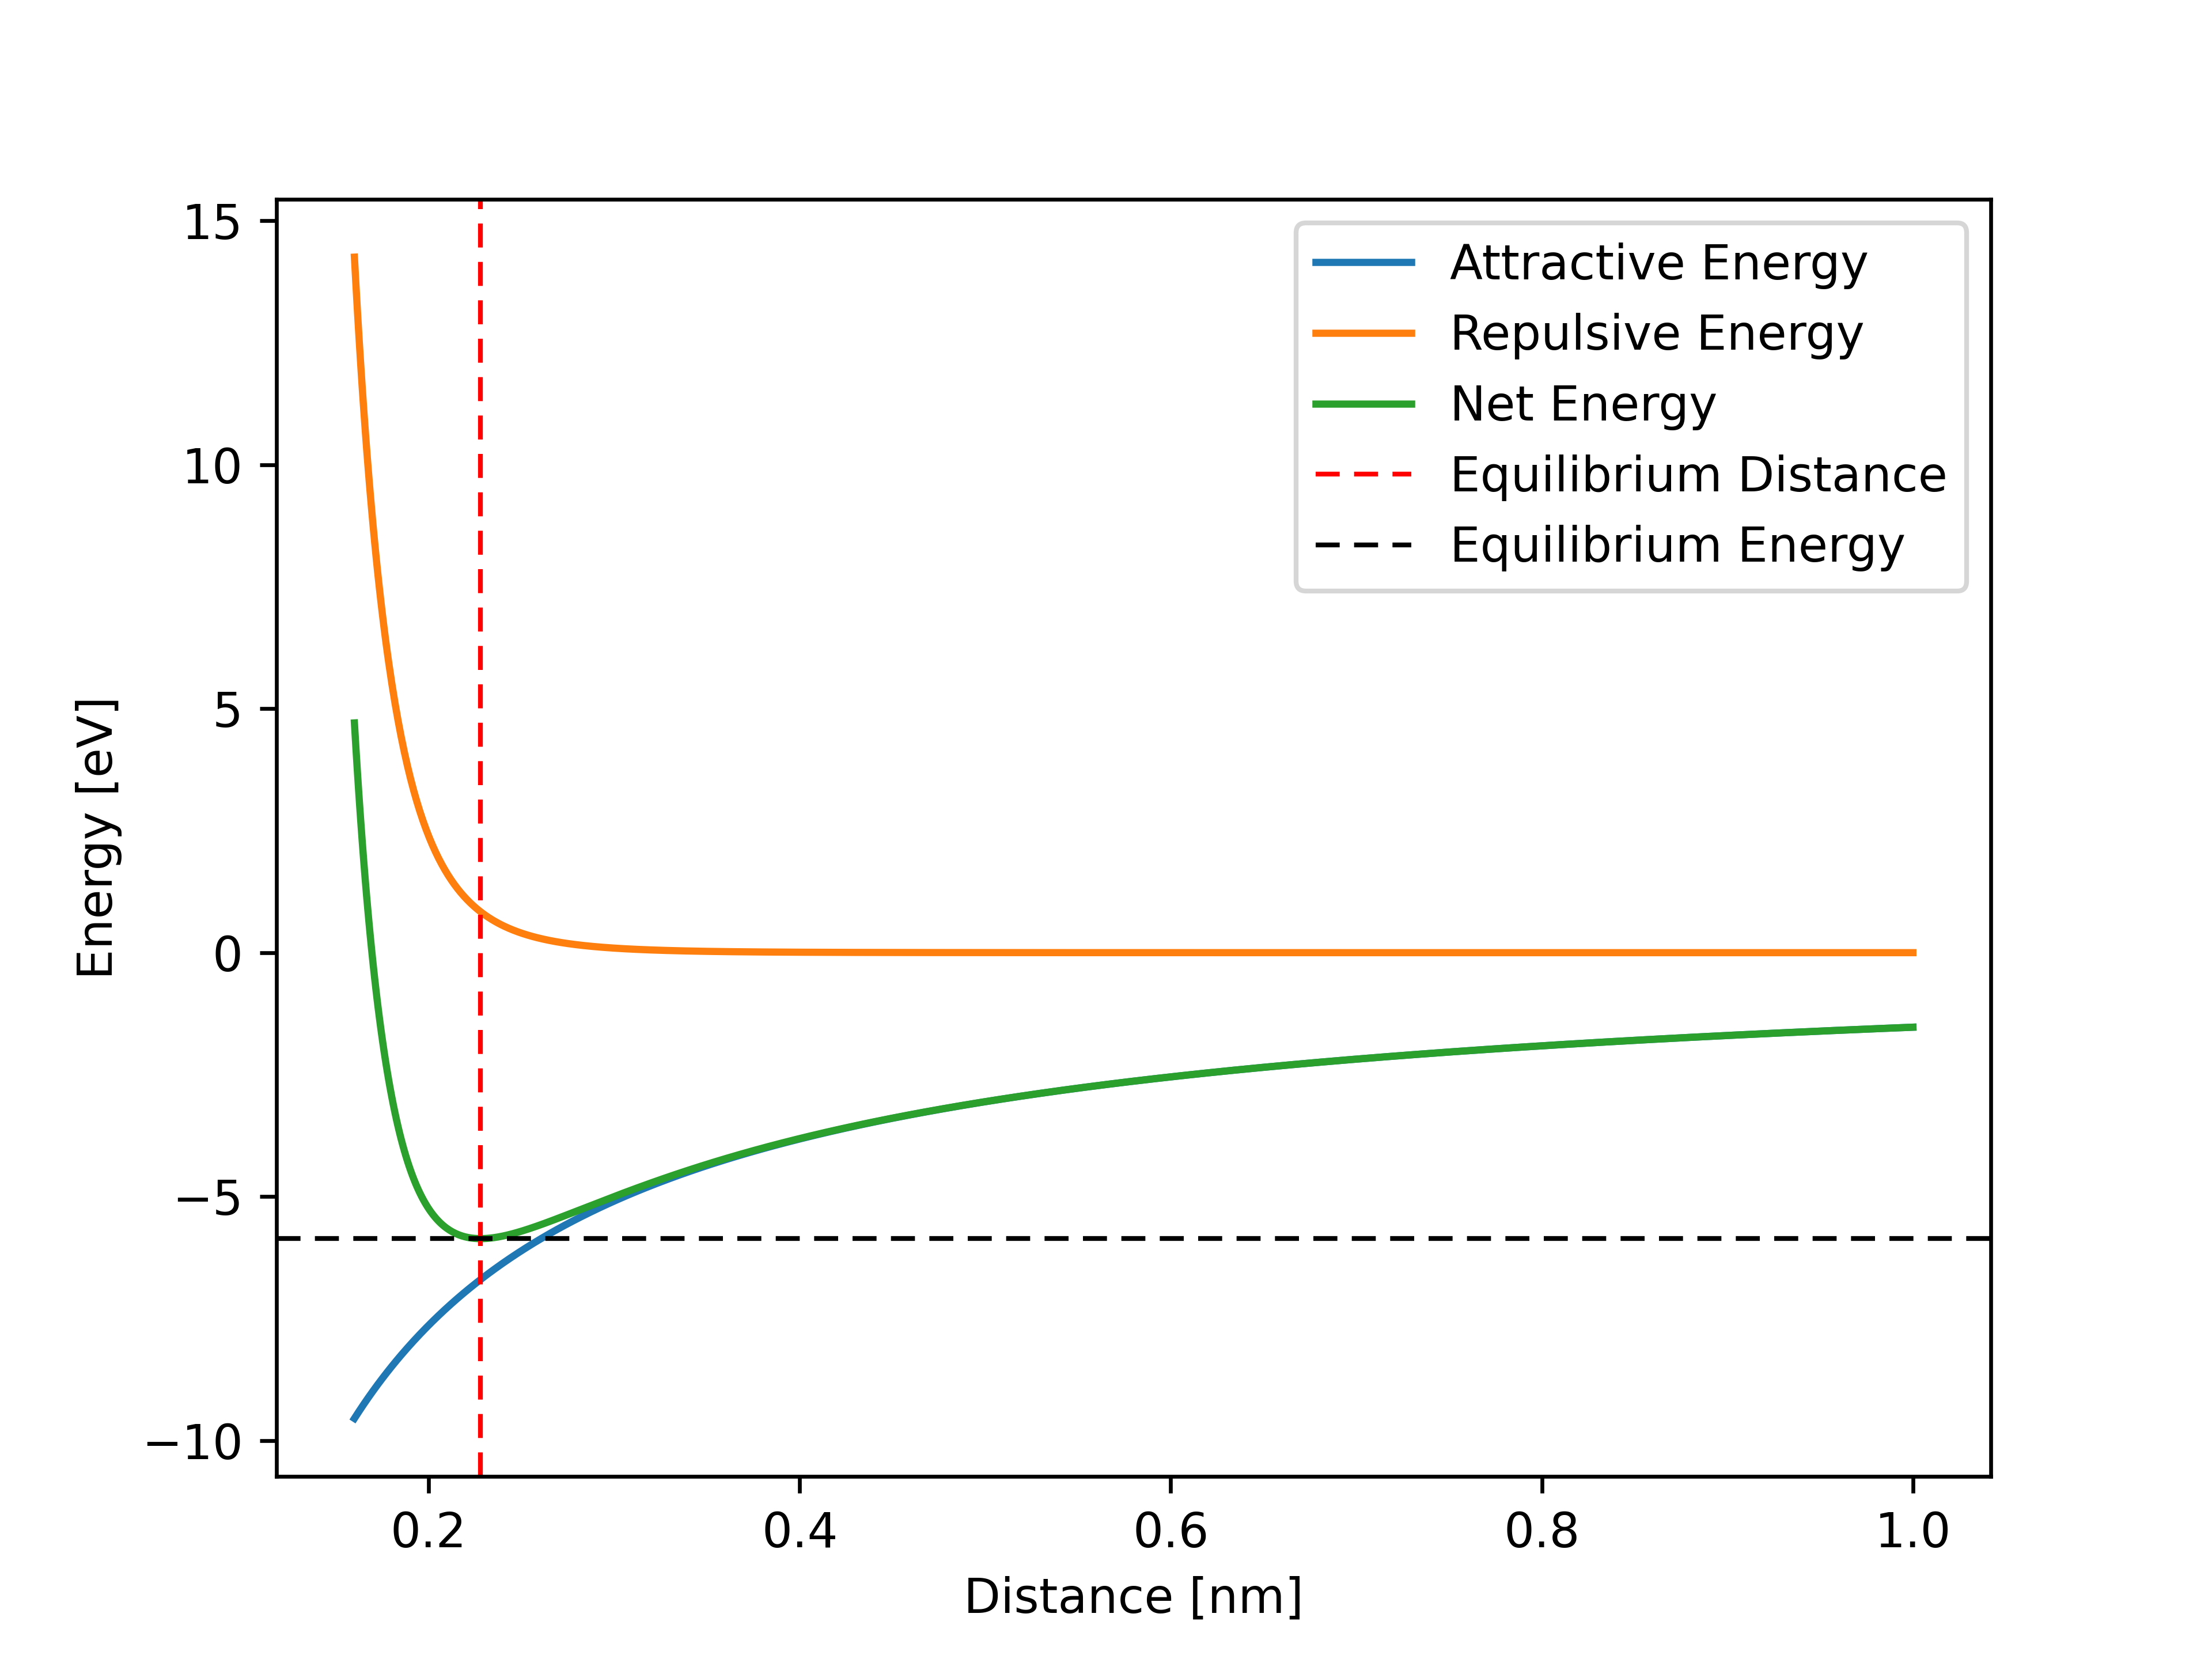 15
10
5
0
−5
−10
Energy [eV]
Attractive Energy
Repulsive Energy
Net Energy
Equilibrium Distance
Equilibrium Energy
0.2 0.4 0.6 0.8 1.0
Distance [nm]